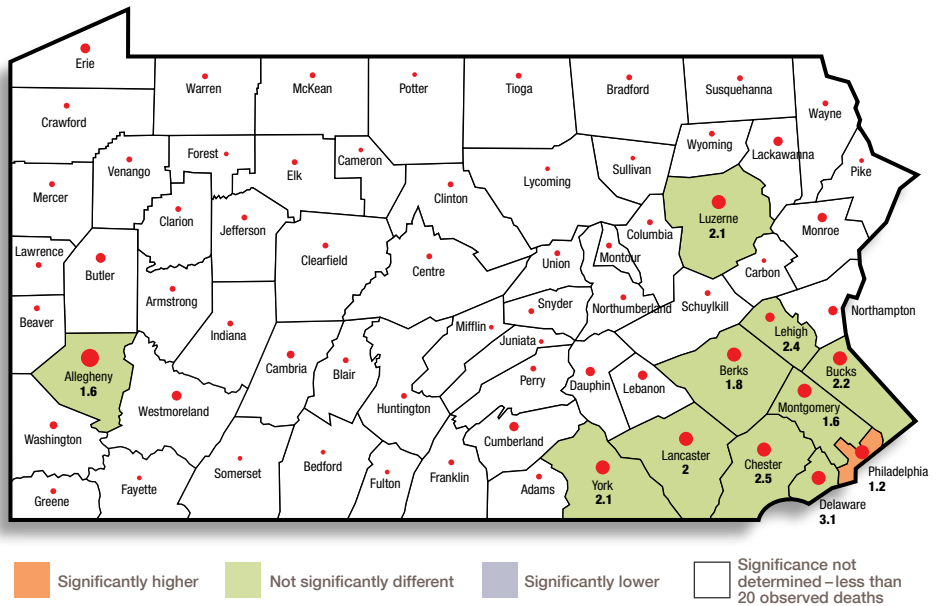 Erie
Warren
McKean
Potter
Tioga
Bradford
Susquehanna
Wayne
Crawford
Forest
Cameron
Wyoming
Lackawanna
Venango
Elk
Sullivan
Pike
Mercer
Clinton
Lycoming
Clarion
Jefferson
Luzerne
2.1
Monroe
Columbia
Lawrence
Clearfield
Centre
Union
Montour
Butler
Carbon
Armstrong
Snyder
Northumberland
Schuylkill
Northampton
Beaver
Indiana
Mifflin
Juniata
Lehigh
2.4
Allegheny
1.6
Cambria
Blair
Perry
Dauphin
Lebanon
Berks
1.8
Bucks
2.2
Westmoreland
Huntington
Montgomery
1.6
Washington
Cumberland
Lancaster
2
Chester
2.5
Philadelphia
1.2
Greene
Fayette
Somerset
Bedford
Fulton
Franklin
Adams
York
2.1
Delaware
3.1
Significantly higher
Not significantly different
Significantly lower
Significance not
determined – less than
20 observed deaths